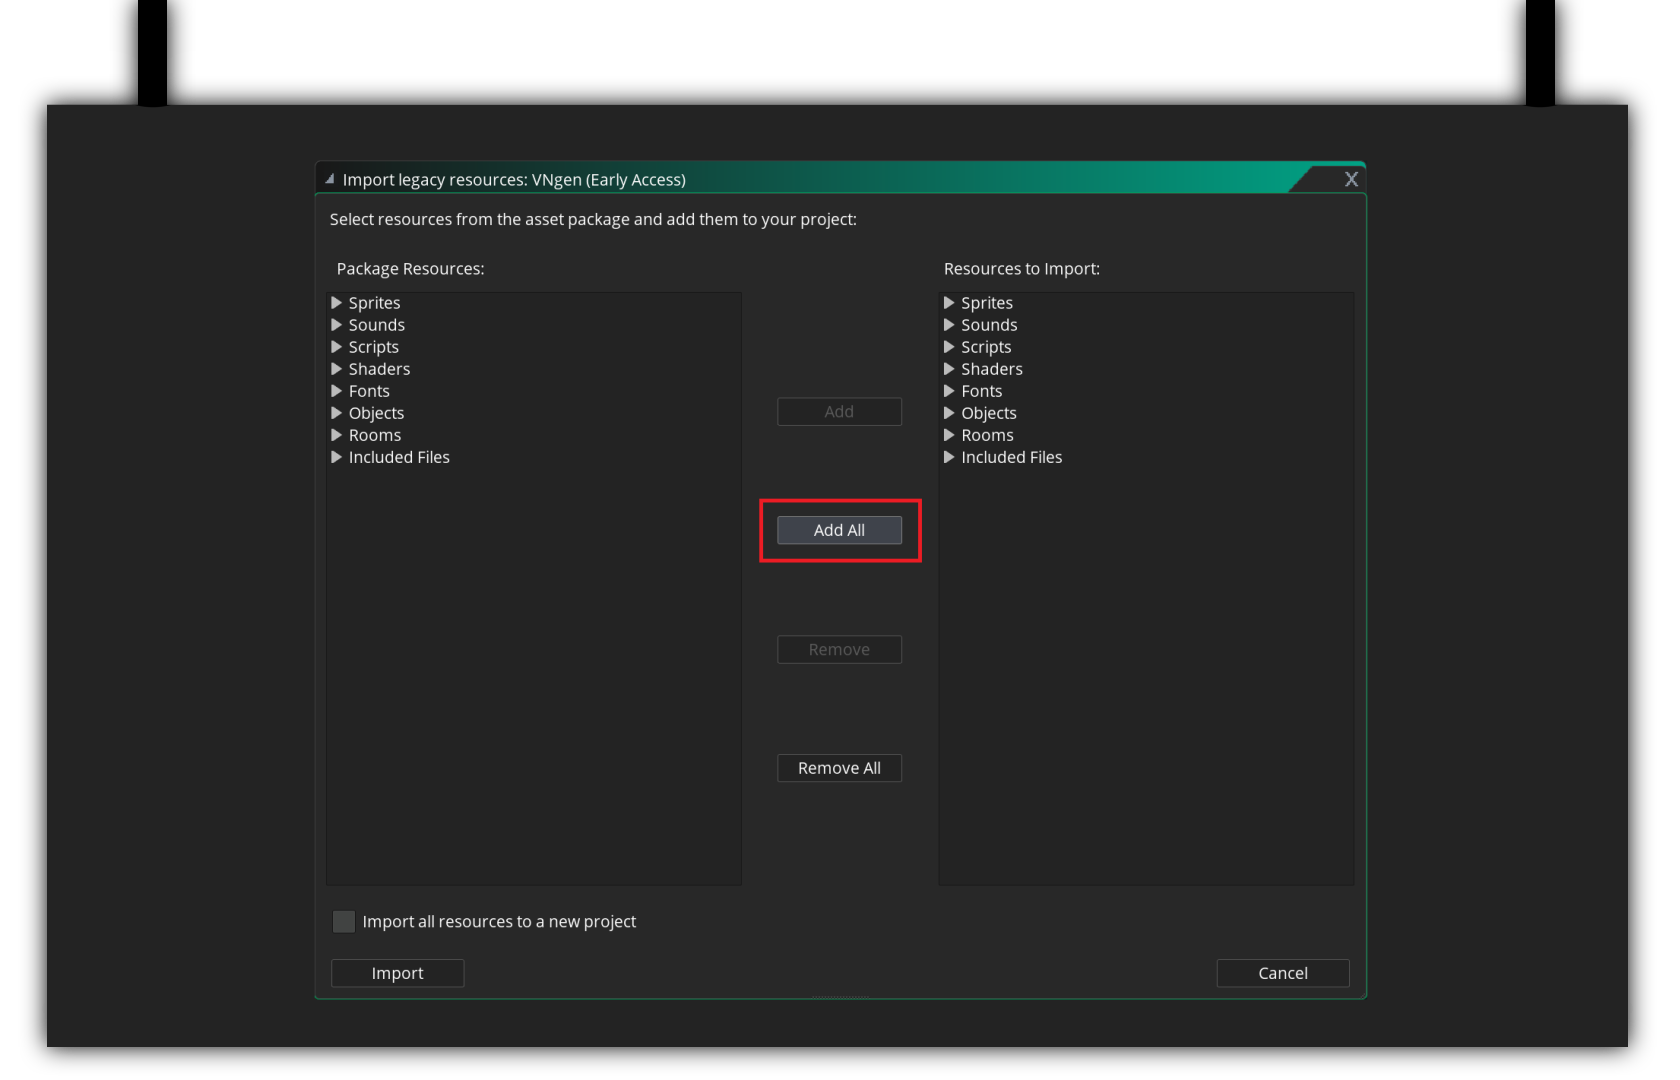 Import legacy resources: VNgen (Early Access)
X
Select resources from the asset package and add them to your project:
Package Resources:
Sprites
Sounds
Scripts
Shaders
Fonts
Objects
Rooms
Included Files
Add
Add All
Remove
Remove All
Resources to Import:
Sprites
Sounds
Scripts
Shaders
Fonts
Objects
Rooms
Included Files
Import all resources to a new project
Import
Cancel